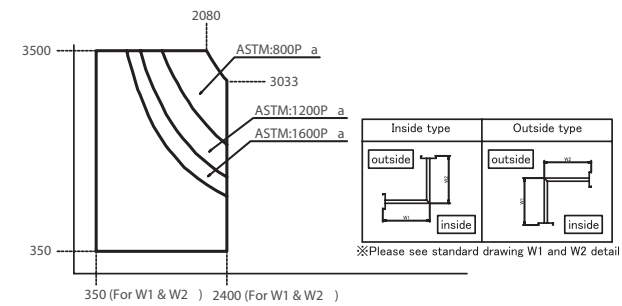 2080
3500
ASTM:800P a
3033
ASTM:1200P a
ASTM:1600P a
350
350 (For W1 & W2 ) 2400 (For W1 & W2 )
Inside type Outside type
outside
W2
W1
inside
outside
W2
W1
inside
※Please see standard drawing W1 and W2 detail